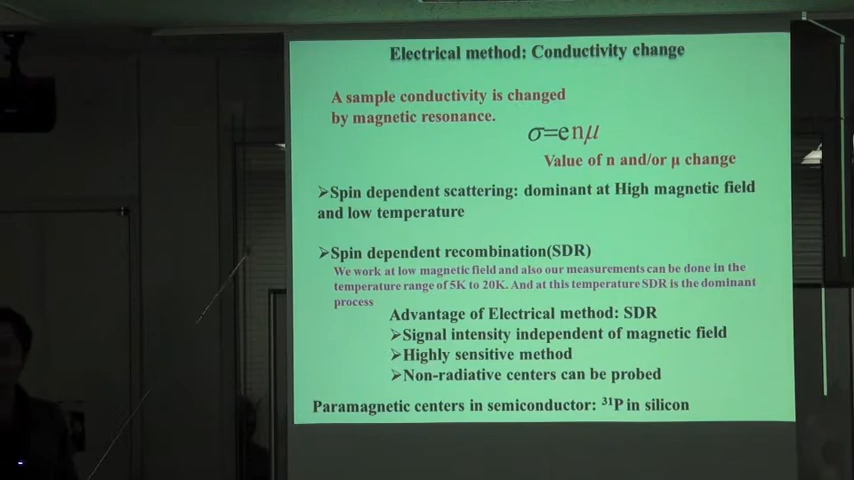 Electrical method: Conductivity change
A sample conductivity is changed
by magnetic resonance.
σ=enμ
Value of n and/or μ change
➢Spin dependent scattering: dominant at High magnetic field
and low temperature
➢Spin dependent recombination(SDR)
We work at low magnetic field and also our measurements can be done in the
temperature range of 5K to 20K. And at this temperature SDR is the dominant
process
Advantage of Electrical method: SDR
➢Signal intensity independent of magnetic field
➢Highly sensitive method
➢Non-radiative centers can be probed
Paramagnetic centers in semiconductor: ³¹P in silicon